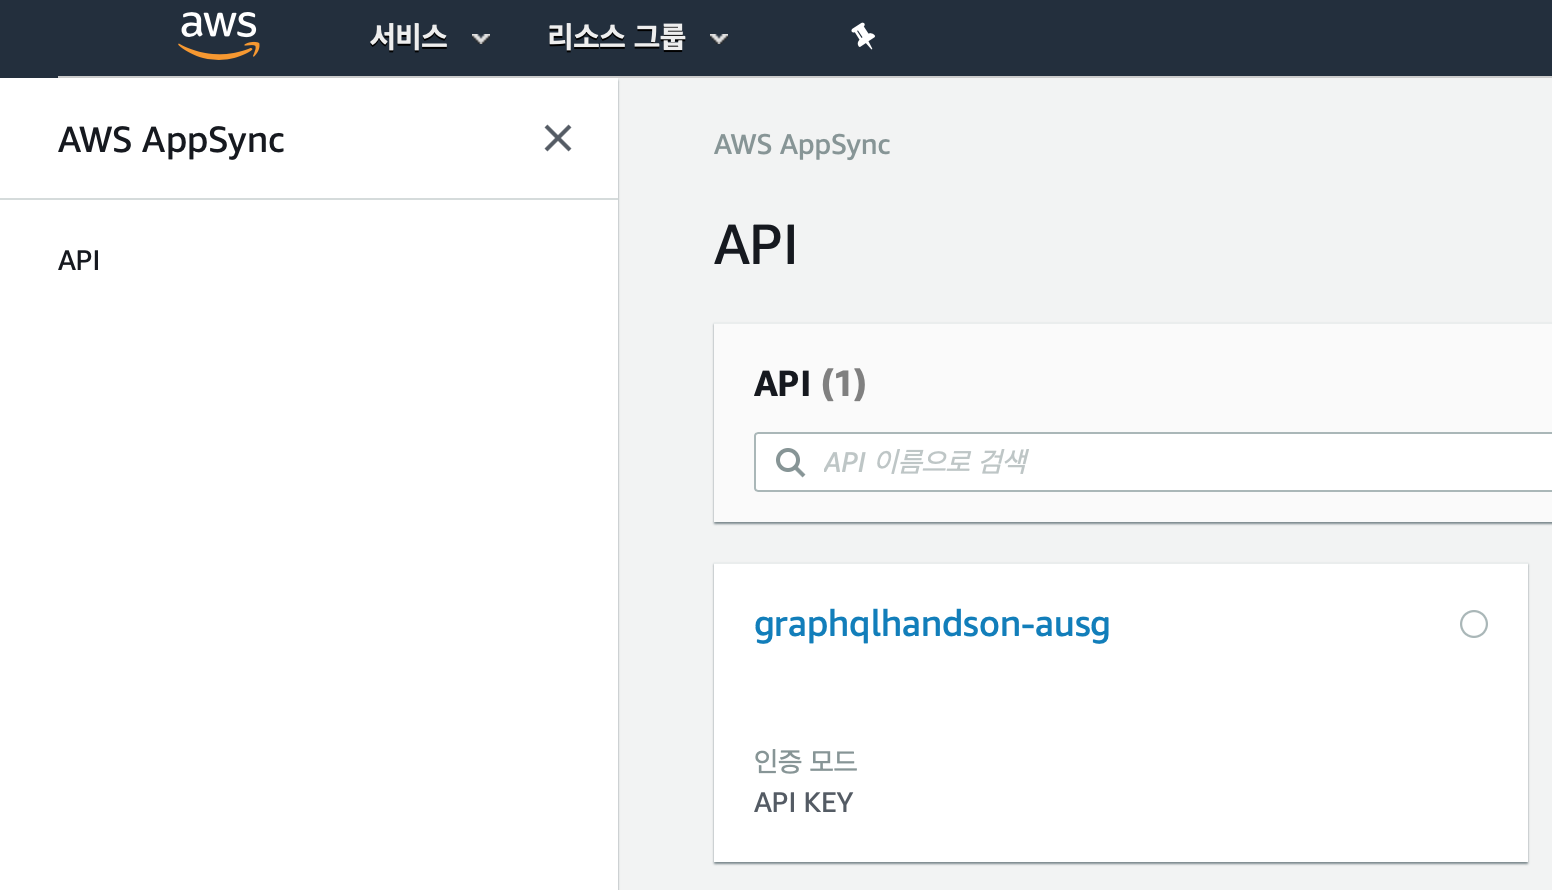 aws
서비스
리소스 그룹
AWS AppSync
API
AWS AppSync
API
API (1)
API 이름으로 검색
graphqlhandson-ausg
인증 모드
API KEY